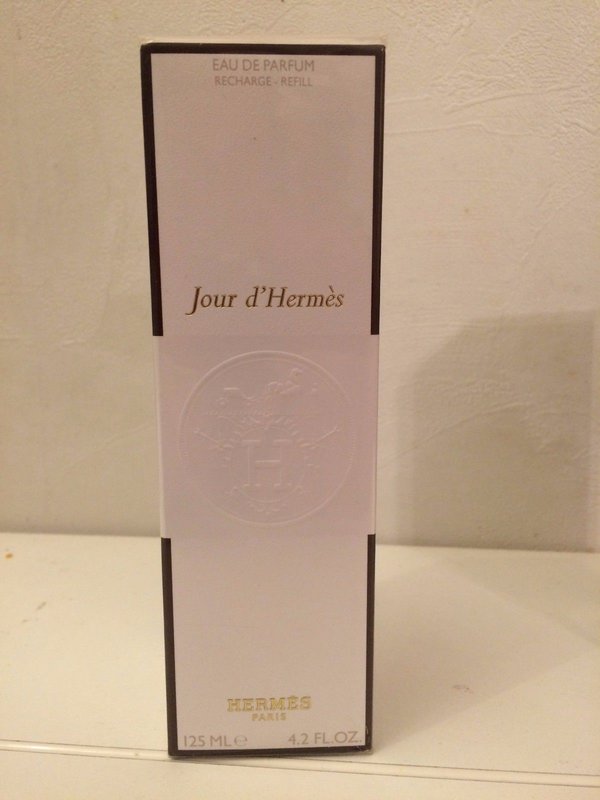 EAU DE PARFUM
RECHARGE - REFILL
Jour d'Hermès
H
HERMÈS
PARIS
125 ML ℮ 4.2 FL.OZ.